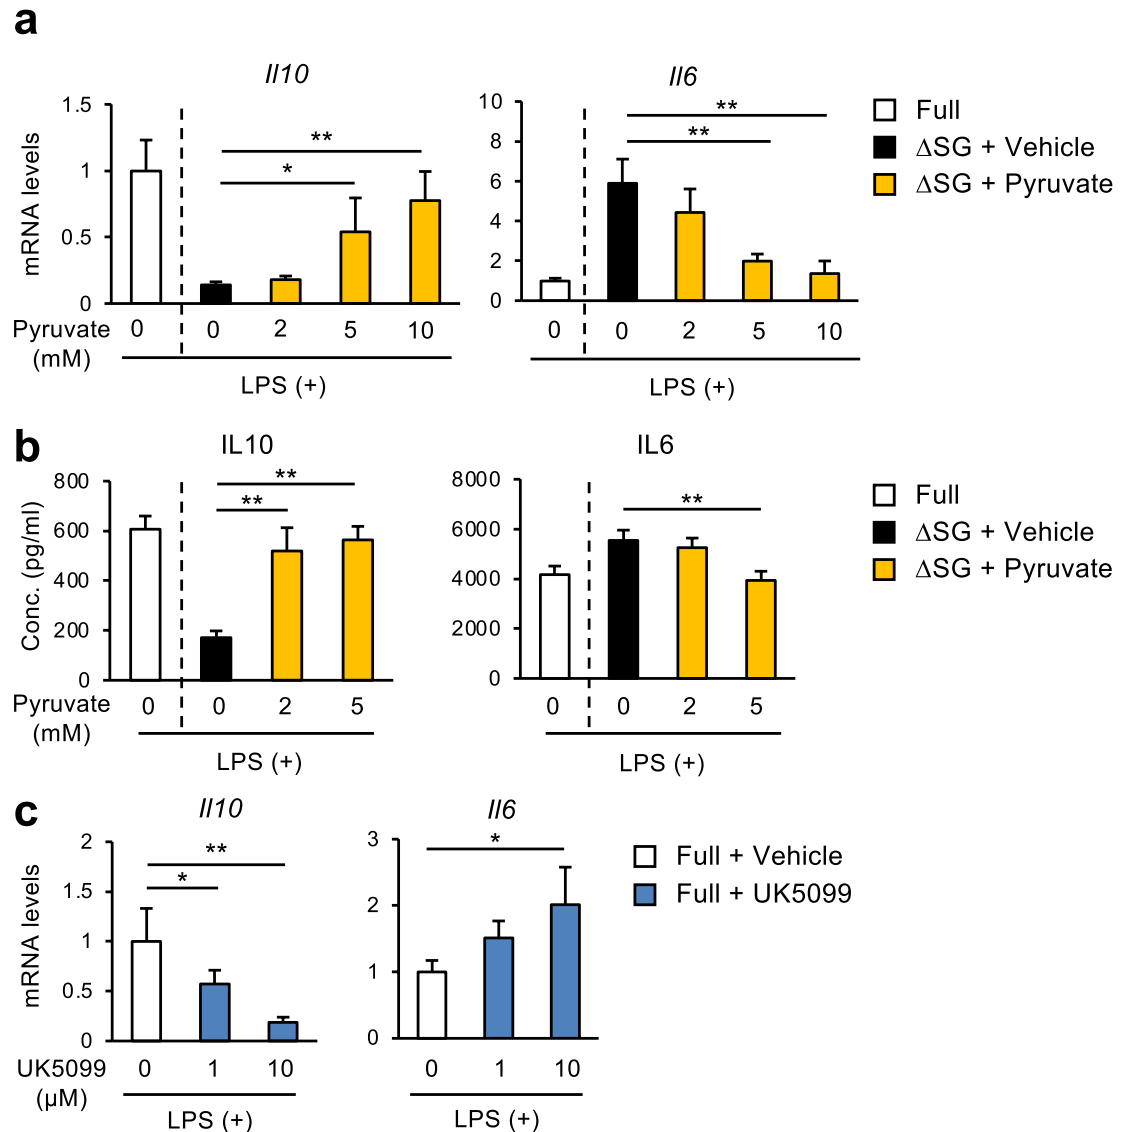 a
Il10
Il6
mRNA levels
1.5
1
0.5
0
**
*
10
8
6
4
2
0
**
**
Full
ΔSG + Vehicle
ΔSG + Pyruvate
Pyruvate
(mM)
0 0 2 5 10
LPS (+)
0 0 2 5 10
LPS (+)
b
IL10
IL6
Conc. (pg/ml)
800
600
400
200
0
**
**
8000
6000
4000
2000
0
**
Full
ΔSG + Vehicle
ΔSG + Pyruvate
Pyruvate
(mM)
0 0 2 5
LPS (+)
0 0 2 5
LPS (+)
c
Il10
Il6
mRNA levels
2
1.5
1
0.5
0
**
*
3
2
1
0
*
Full + Vehicle
Full + UK5099
UK5099
(μM)
0 1 10
LPS (+)
0 1 10
LPS (+)